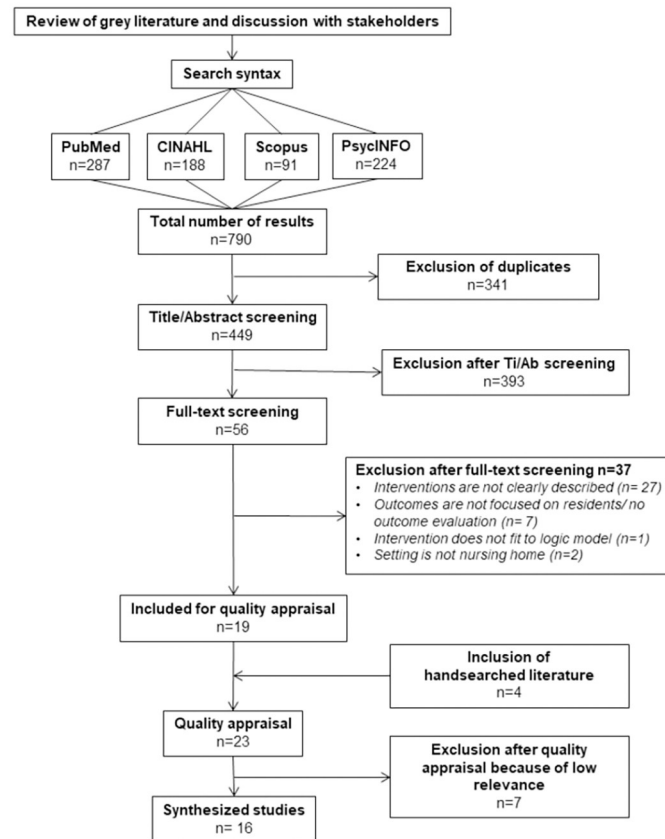 Review of grey literature and discussion with stakeholders
Search syntax
PubMed
n=287
CINAHL
n=188
Scopus
n=91
PsycINFO
n=224
Total number of results
n=790
Exclusion of duplicates
n=341
Title/Abstract screening
n=449
Exclusion after Ti/Ab screening
n=393
Full-text screening
n=56
Exclusion after full-text screening n=37
• Interventions are not clearly described (n= 27)
• Outcomes are not focused on residents/ no
outcome evaluation (n= 7)
• Intervention does not fit to logic model (n=1)
• Setting is not nursing home (n=2)
Included for quality appraisal
n=19
Inclusion of
handsearched literature
n=4
Quality appraisal
n=23
Exclusion after quality
appraisal because of low
relevance
n=7
Synthesized studies
n= 16